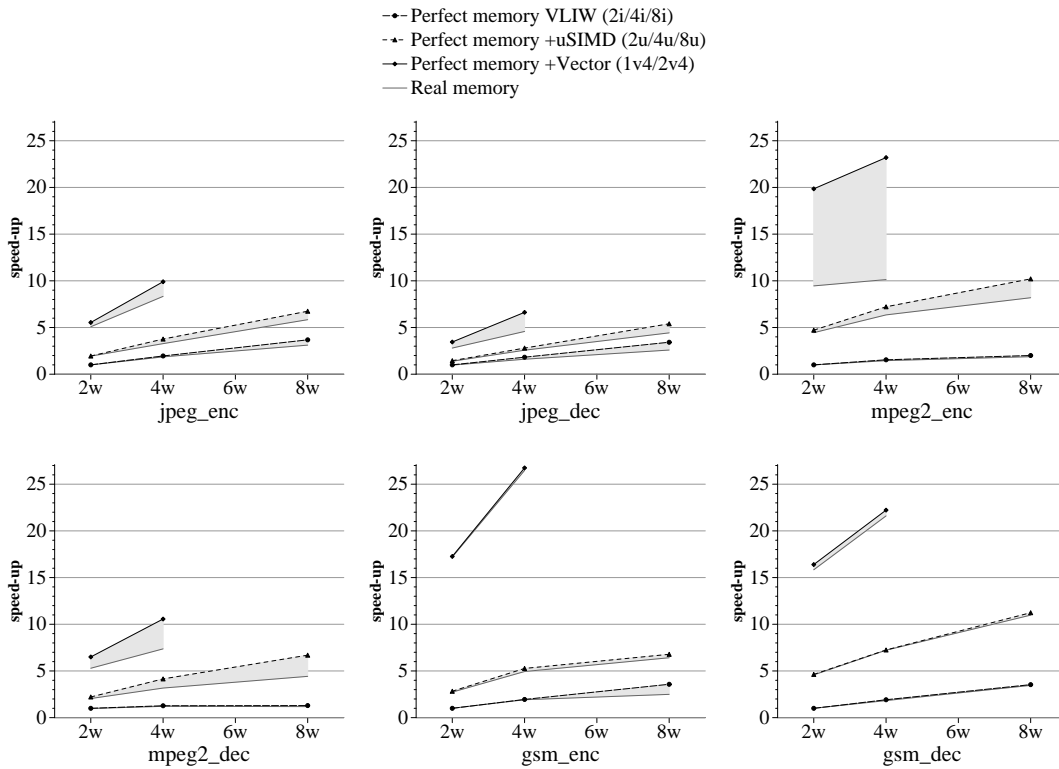 Perfect memory VLIW (2i/4i/8i)
Perfect memory +uSIMD (2u/4u/8u)
Perfect memory +Vector (1v4/2v4)
Real memory
25
20
15
10
5
0
speed-up
2w 4w 6w 8w
jpeg_enc
25
20
15
10
5
0
speed-up
2w 4w 6w 8w
jpeg_dec
25
20
15
10
5
0
speed-up
2w 4w 6w 8w
mpeg2_enc
25
20
15
10
5
0
speed-up
2w 4w 6w 8w
mpeg2_dec
25
20
15
10
5
0
speed-up
2w 4w 6w 8w
gsm_enc
25
20
15
10
5
0
speed-up
2w 4w 6w 8w
gsm_dec